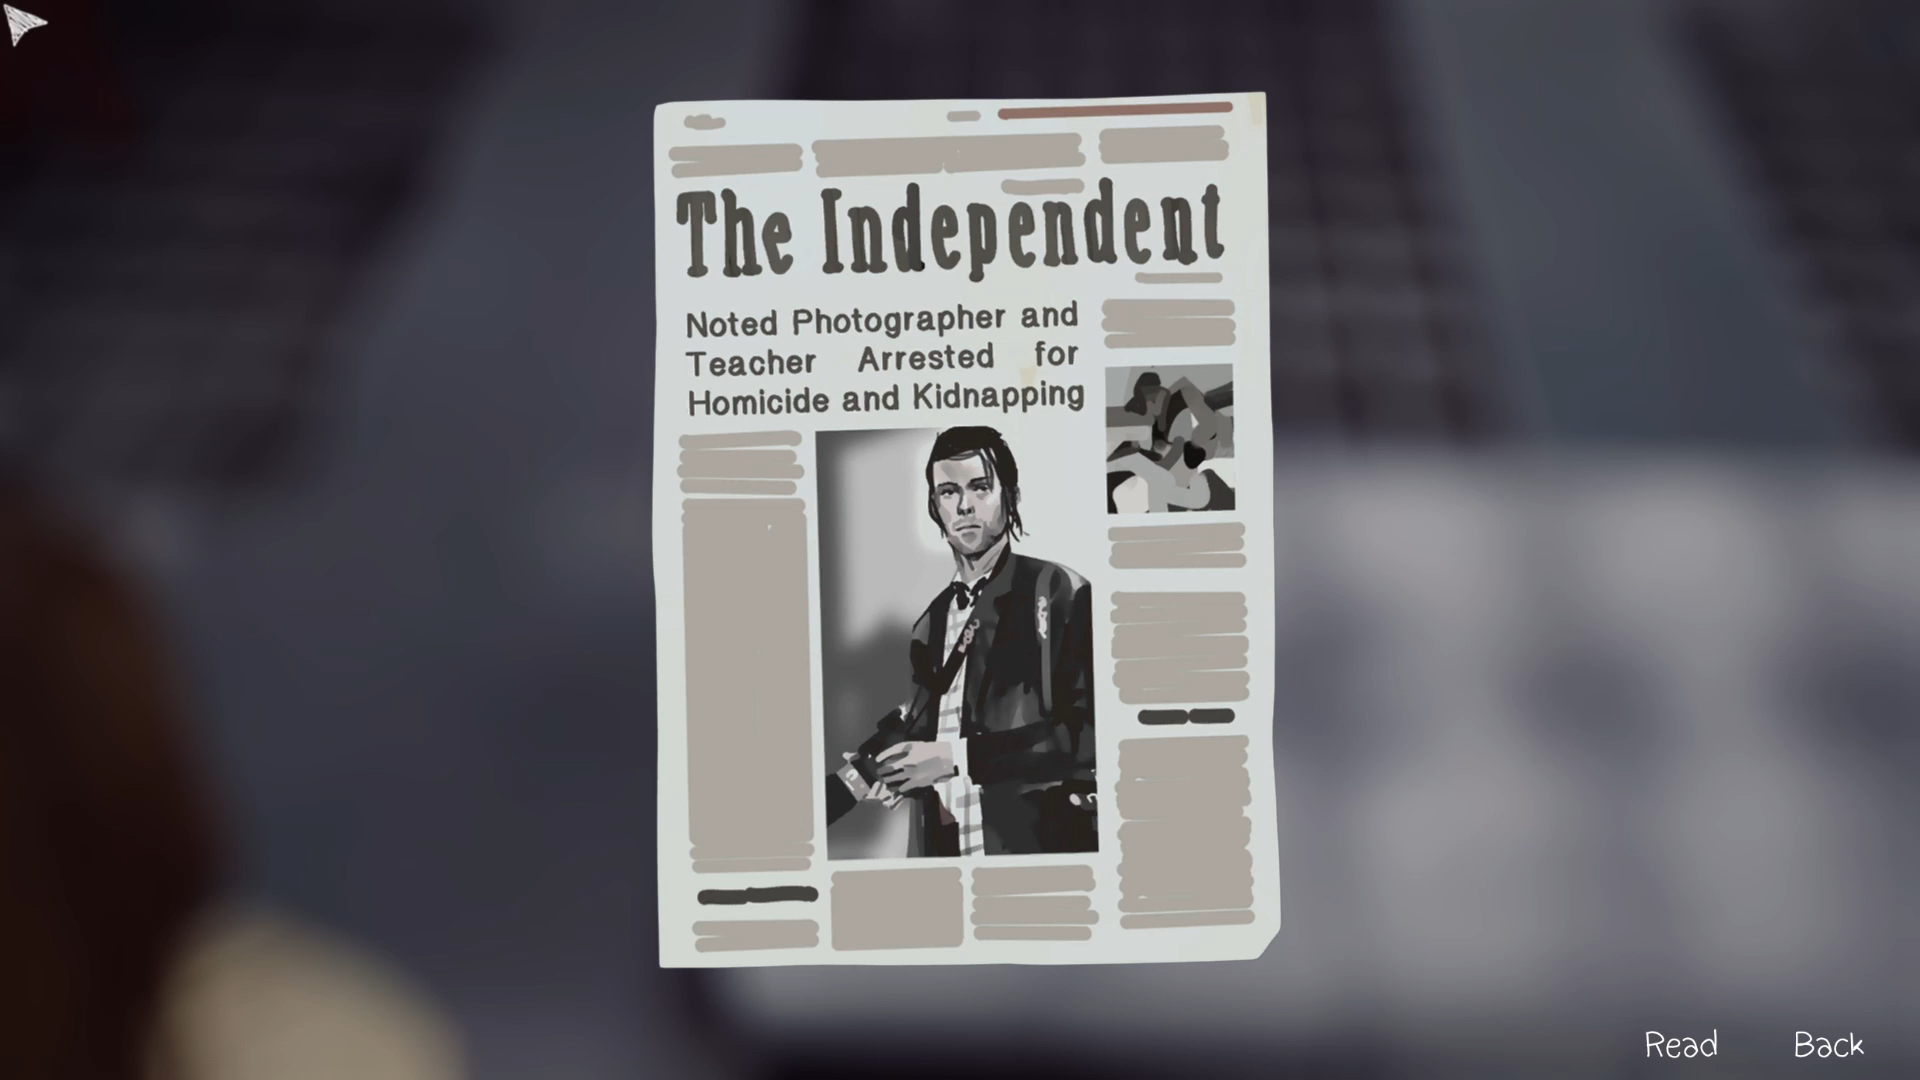 The Independent
Noted Photographer and
Teacher Arrested for
Homicide and Kidnapping
Read
Back